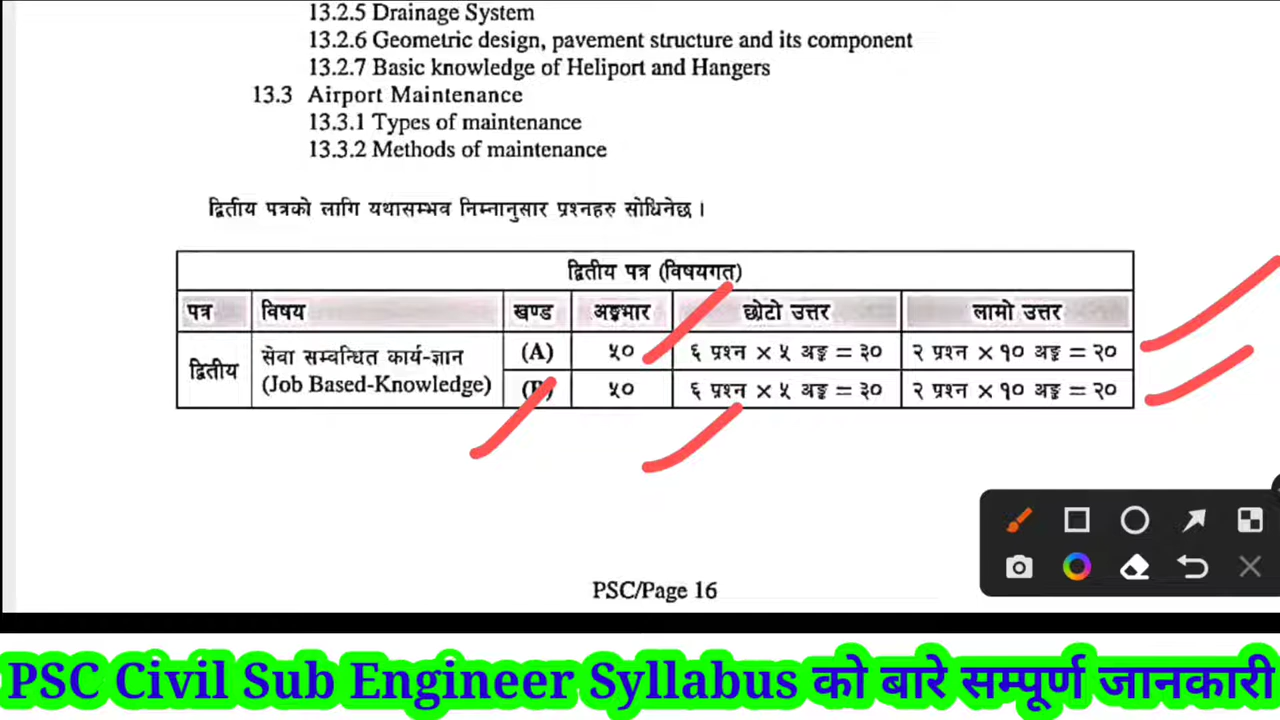 13.2.5 Drainage System
13.2.6 Geometric design, pavement structure and its component
13.2.7 Basic knowledge of Heliport and Hangers
13.3 Airport Maintenance
13.3.1 Types of maintenance
13.3.2 Methods of maintenance
द्वितीय पत्रको लागि यथासम्भव निम्नानुसार प्रश्नहरु सोधिनेछ ।
द्वितीय पत्र (विषयगत)
पत्र विषय खण्ड अङ्कभार छोटो उत्तर लामो उत्तर
द्वितीय सेवा सम्वन्धित कार्य-ज्ञान (Job Based-Knowledge) (A) ५० ६ प्रश्न × ५ अङ्क = ३० २ प्रश्न × १० अङ्क = २०
(B) ५० ६ प्रश्न × ५ अङ्क = ३० २ प्रश्न × १० अङ्क = २०
PSC/Page 16
PSC Civil Sub Engineer Syllabus को बारे सम्पूर्ण जानकारी